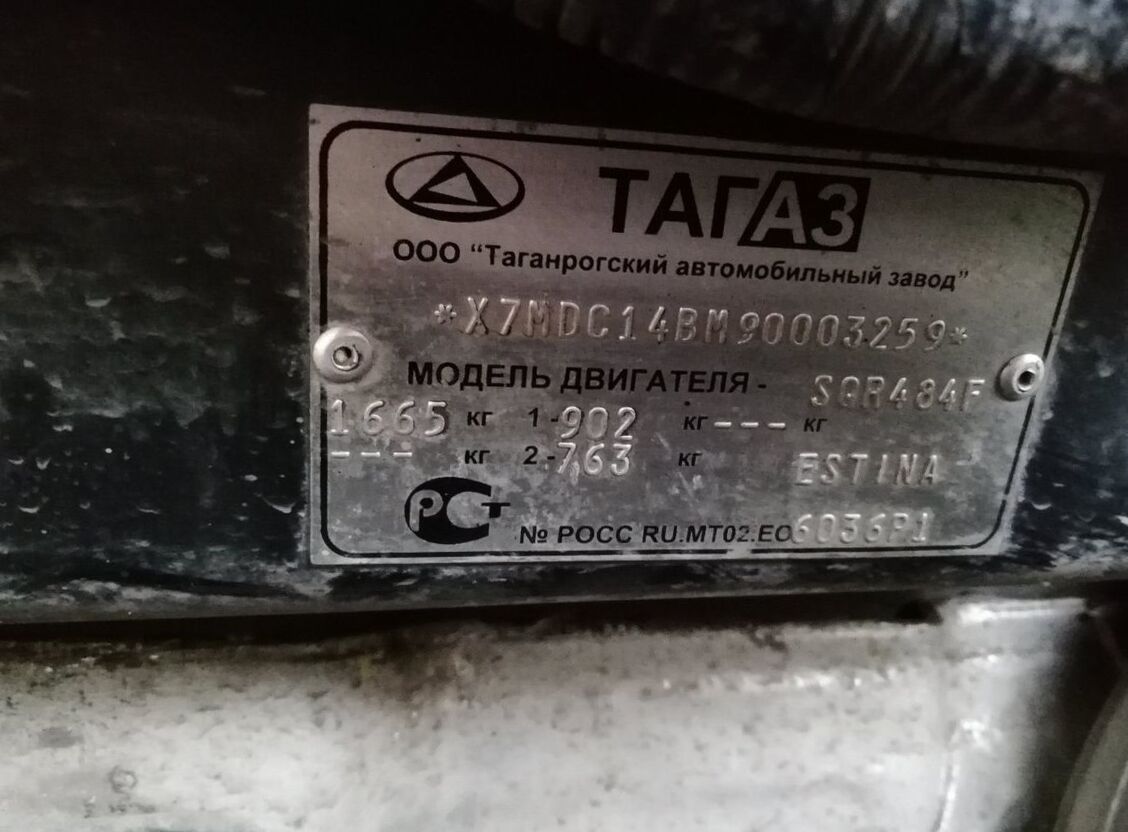 ТАГАЗ
ООО "Таганрогский автомобильный завод"
*X7MDC14BM90003259*
МОДЕЛЬ ДВИГАТЕЛЯ - SQR484F
1665 кг 1-902 кг --- кг
--- кг 2-763 кг ESTINA
РСТ № РОСС RU.MT02.EO6036P1